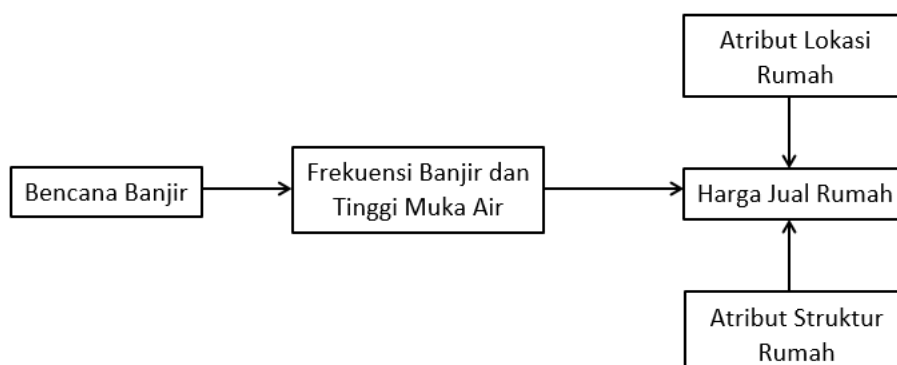 Atribut Lokasi
Rumah
Bencana Banjir
Frekuensi Banjir dan
Tinggi Muka Air
Harga Jual Rumah
Atribut Struktur
Rumah